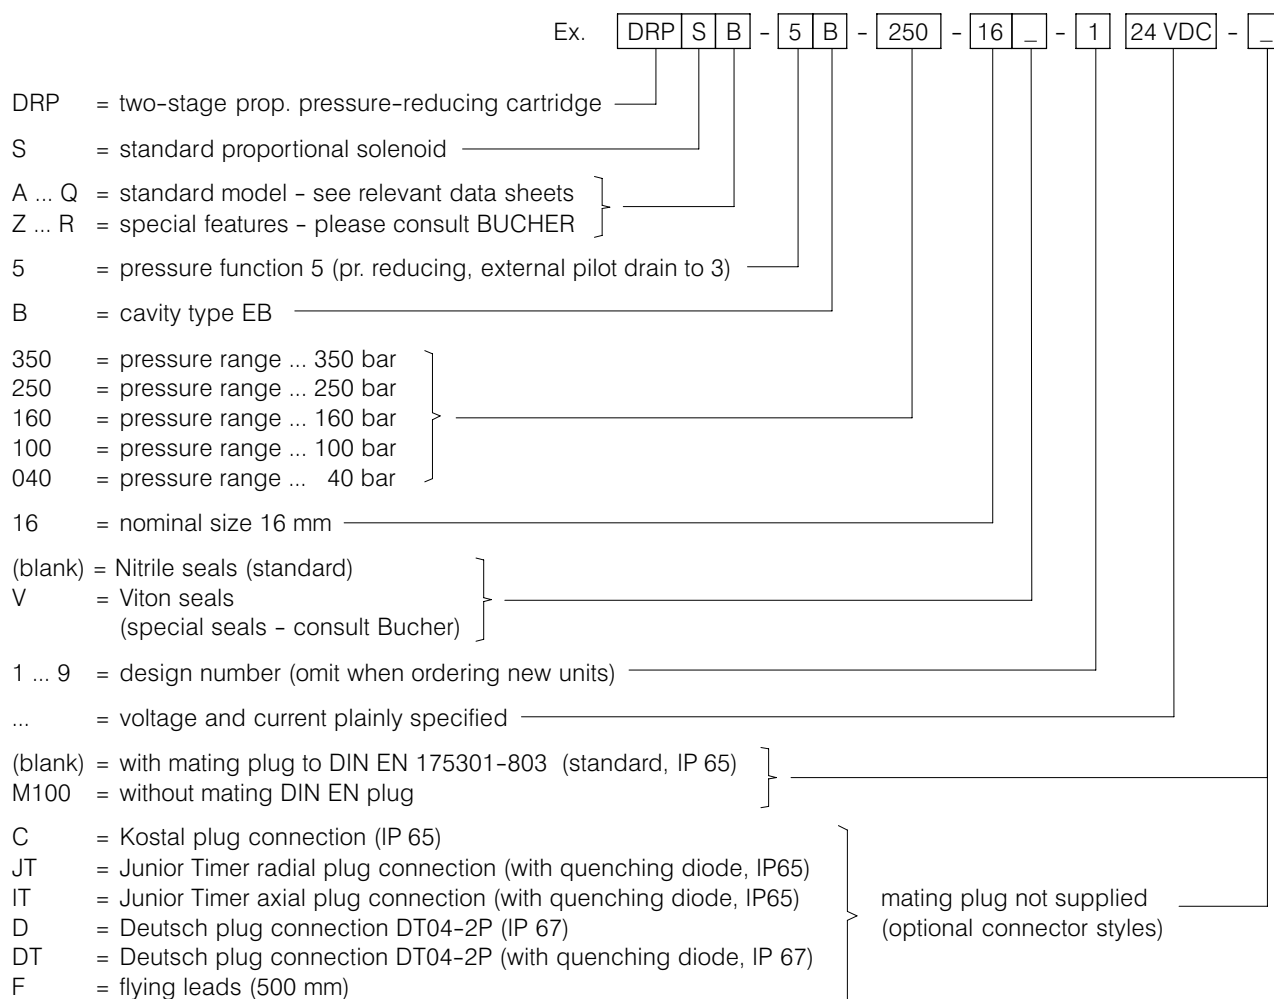 Ex. DRP S B - 5 B - 250 - 16 _ - 1 24 VDC - _
DRP = two-stage prop. pressure-reducing cartridge
S = standard proportional solenoid
A ... Q = standard model - see relevant data sheets
Z ... R = special features - please consult BUCHER
5 = pressure function 5 (pr. reducing, external pilot drain to 3)
B = cavity type EB
350 = pressure range ... 350 bar
250 = pressure range ... 250 bar
160 = pressure range ... 160 bar
100 = pressure range ... 100 bar
040 = pressure range ... 40 bar
16 = nominal size 16 mm
(blank) = Nitrile seals (standard)
V = Viton seals
(special seals - consult Bucher)
1 ... 9 = design number (omit when ordering new units)
... = voltage and current plainly specified
(blank) = with mating plug to DIN EN 175301-803 (standard, IP 65)
M100 = without mating DIN EN plug
C = Kostal plug connection (IP 65)
JT = Junior Timer radial plug connection (with quenching diode, IP65)
IT = Junior Timer axial plug connection (with quenching diode, IP65)
D = Deutsch plug connection DT04-2P (IP 67)
DT = Deutsch plug connection DT04-2P (with quenching diode, IP 67)
F = flying leads (500 mm)
mating plug not supplied
(optional connector styles)